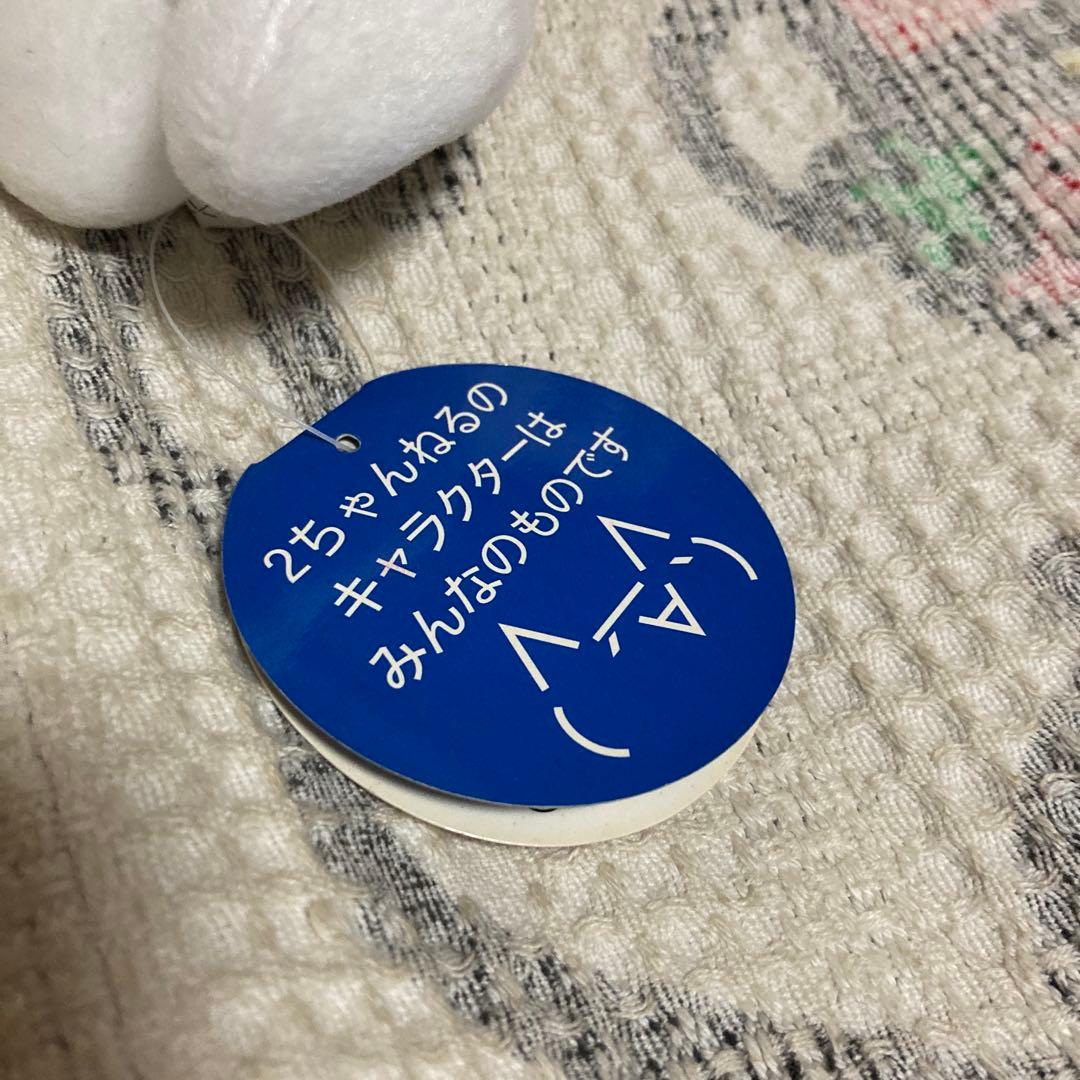 2ちゃんねるの
キャラクターは
みんなのものです
∧_∧
( ´∀` )